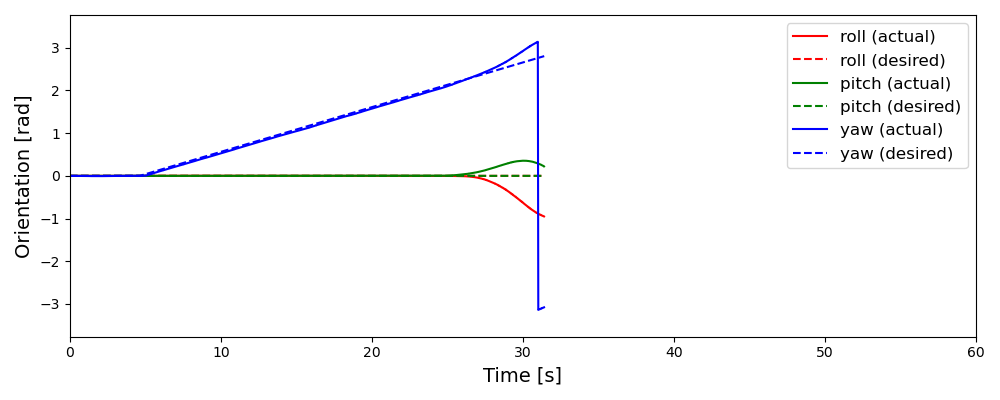 Orientation [rad]
3
2
1
0
−1
−2
−3
0
10
20
30
40
50
60
Time [s]
roll (actual)
roll (desired)
pitch (actual)
pitch (desired)
yaw (actual)
yaw (desired)